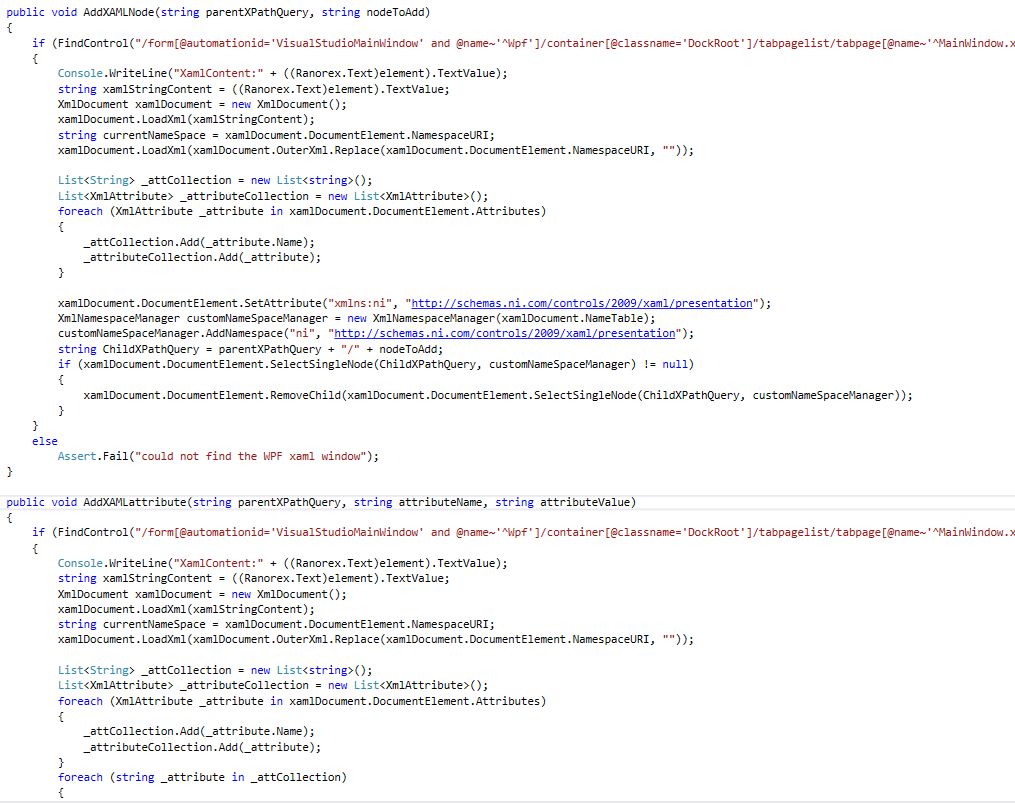 public void AddXAMLNode(string parentXPathQuery, string nodeToAdd)
{
    if (FindControl("/form[@automationid='VisualStudioMainWindow' and @name~'^Wpf']/container[@classname='DockRoot']/tabpagelist/tabpage[@name~'^MainWindow.x
    {
        Console.WriteLine("XamlContent:" + ((Ranorex.Text)element).TextValue);
        string xamlStringContent = ((Ranorex.Text)element).TextValue;
        XmlDocument xamlDocument = new XmlDocument();
        xamlDocument.LoadXml(xamlStringContent);
        string currentNameSpace = xamlDocument.DocumentElement.NamespaceURI;
        xamlDocument.LoadXml(xamlDocument.OuterXml.Replace(xamlDocument.DocumentElement.NamespaceURI, ""));

        List<String> _attCollection = new List<string>();
        List<XmlAttribute> _attributeCollection = new List<XmlAttribute>();
        foreach (XmlAttribute _attribute in xamlDocument.DocumentElement.Attributes)
        {
            _attCollection.Add(_attribute.Name);
            _attributeCollection.Add(_attribute);
        }

        xamlDocument.DocumentElement.SetAttribute("xmlns:ni", "http://schemas.ni.com/controls/2009/xaml/presentation");
        XmlNamespaceManager customNameSpaceManager = new XmlNamespaceManager(xamlDocument.NameTable);
        customNameSpaceManager.AddNamespace("ni", "http://schemas.ni.com/controls/2009/xaml/presentation");
        string ChildXPathQuery = parentXPathQuery + "/" + nodeToAdd;
        if (xamlDocument.DocumentElement.SelectSingleNode(ChildXPathQuery, customNameSpaceManager) != null)
        {
            xamlDocument.DocumentElement.RemoveChild(xamlDocument.DocumentElement.SelectSingleNode(ChildXPathQuery, customNameSpaceManager));
        }
    }
    else
        Assert.Fail("could not find the WPF xaml window");
}

public void AddXAMLattribute(string parentXPathQuery, string attributeName, string attributeValue)
{
    if (FindControl("/form[@automationid='VisualStudioMainWindow' and @name~'^Wpf']/container[@classname='DockRoot']/tabpagelist/tabpage[@name~'^MainWindow.x
    {
        Console.WriteLine("XamlContent:" + ((Ranorex.Text)element).TextValue);
        string xamlStringContent = ((Ranorex.Text)element).TextValue;
        XmlDocument xamlDocument = new XmlDocument();
        xamlDocument.LoadXml(xamlStringContent);
        string currentNameSpace = xamlDocument.DocumentElement.NamespaceURI;
        xamlDocument.LoadXml(xamlDocument.OuterXml.Replace(xamlDocument.DocumentElement.NamespaceURI, ""));

        List<String> _attCollection = new List<string>();
        List<XmlAttribute> _attributeCollection = new List<XmlAttribute>();
        foreach (XmlAttribute _attribute in xamlDocument.DocumentElement.Attributes)
        {
            _attCollection.Add(_attribute.Name);
            _attributeCollection.Add(_attribute);
        }
        foreach (string _attribute in _attCollection)
        {